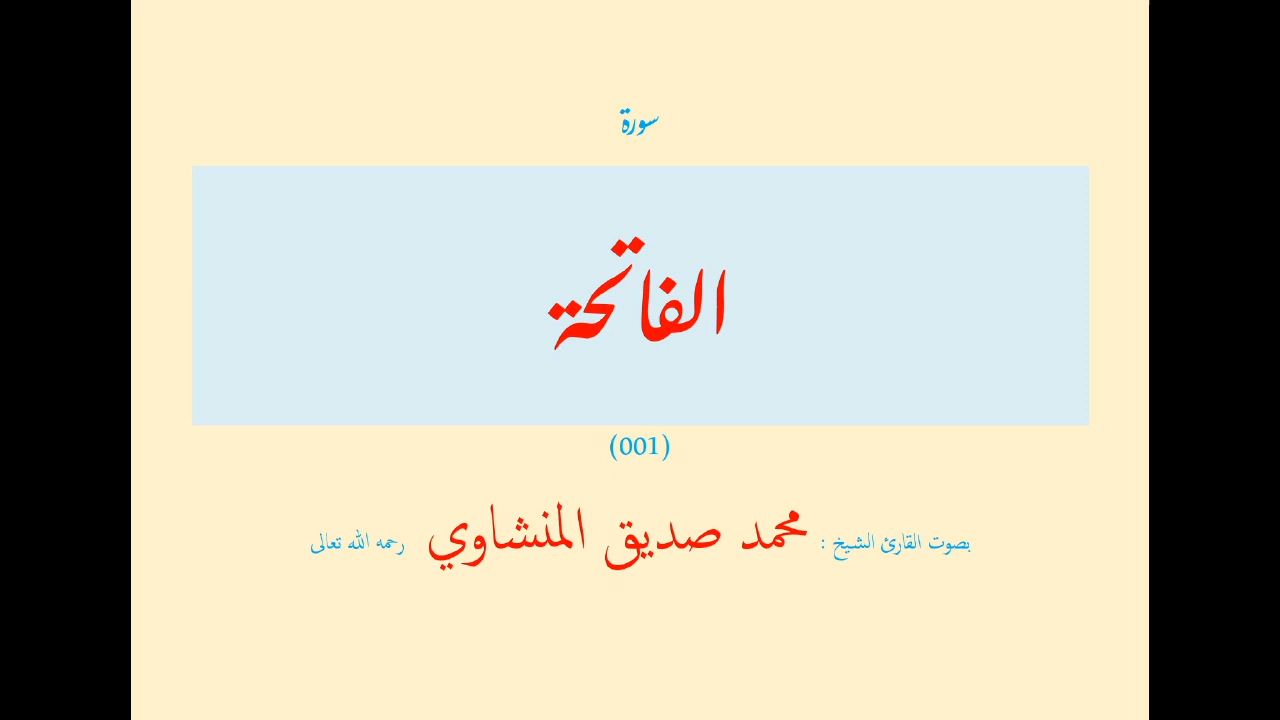 سورة
الفاتحة
(001)
بصوت القارئ الشيخ : محمد صديق المنشاوي رحمه الله تعالى